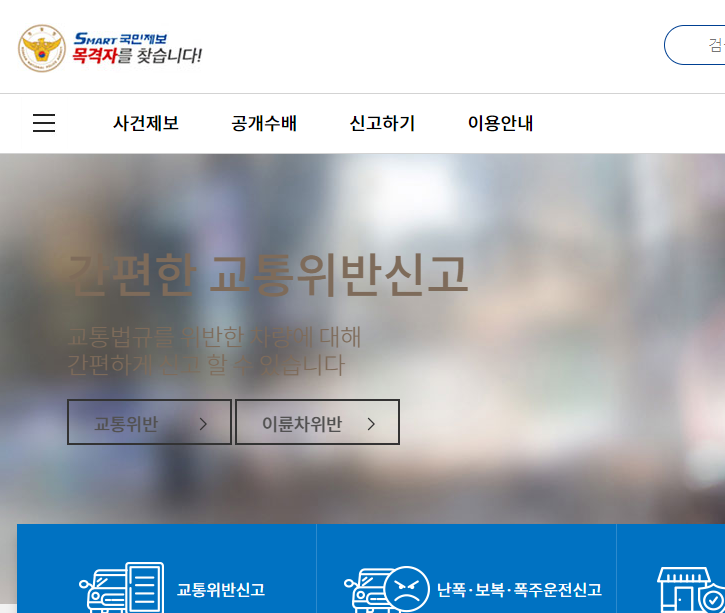 SMART 국민제보
목격자를 찾습니다!
사건제보 공개수배 신고하기 이용안내
간편한 교통위반신고
교통법규를 위반한 차량에 대해
간편하게 신고 할 수 있습니다
교통위반 이륜차위반
교통위반신고 난폭·보복·폭주운전신고